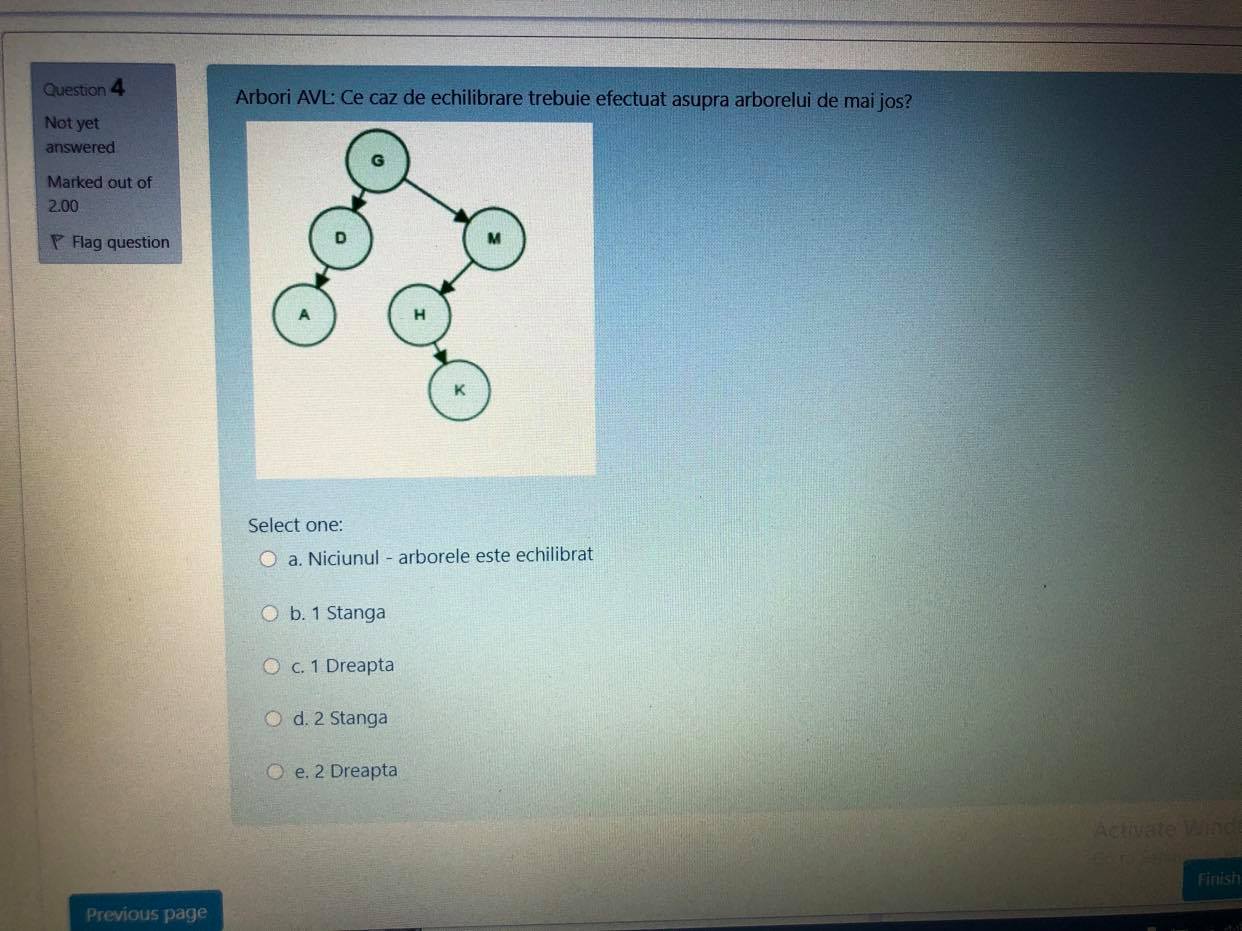 Question 4
Not yet
answered
Marked out of
2.00
Flag question
Arbori AVL: Ce caz de echilibrare trebuie efectuat asupra arborelui de mai jos?
G
D
M
A
H
K
Select one:
a. Niciunul - arborele este echilibrat
b. 1 Stanga
c. 1 Dreapta
d. 2 Stanga
e. 2 Dreapta
Activate Wind
Finish
Previous page